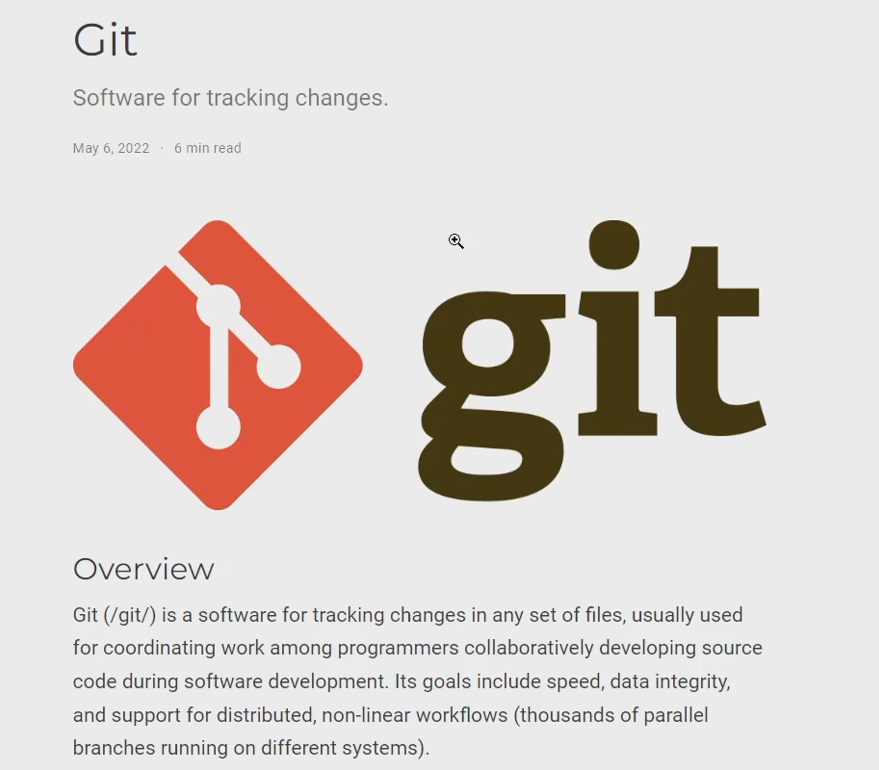 Git
Software for tracking changes.
May 6, 2022 · 6 min read
git
Overview
Git (/git/) is a software for tracking changes in any set of files, usually used
for coordinating work among programmers collaboratively developing source
code during software development. Its goals include speed, data integrity,
and support for distributed, non-linear workflows (thousands of parallel
branches running on different systems).